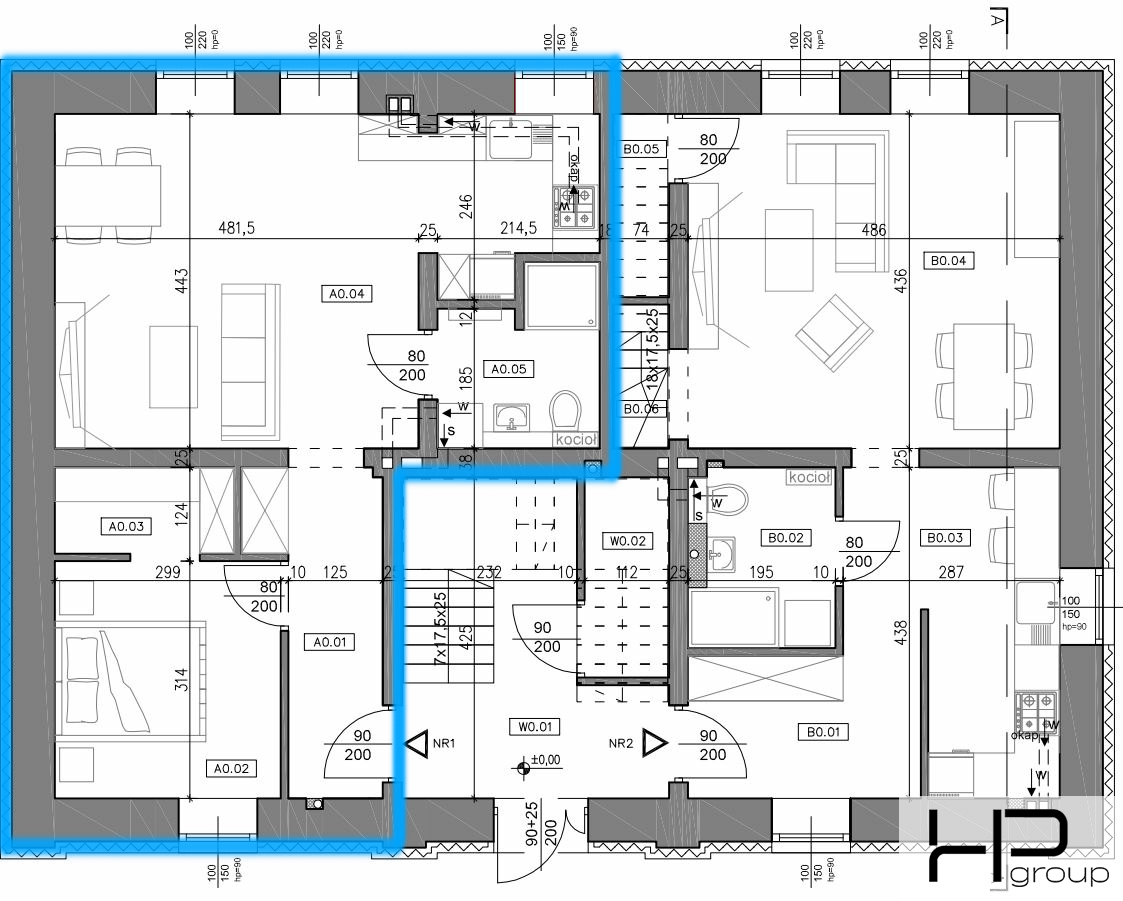 100
220
hp=0
100
220
hp=0
100
150
hp=90
100
220
hp=0
100
220
hp=0
A
W
okap
W
B0.05
80
200
246
481,5
25
214,5
18
74
25
486
443
A0.04
B0.04
436
12
18x17,5x25
80
200
A0.05
185
W
S
B0.06
kocioł
25
38
25
kocioł
W
S
A0.03
124
W0.02
B0.02
B0.03
80
200
299
10
125
25
232
10
112
25
195
10
287
80
200
100
150
hp=90
A0.01
7x17,5x25
425
90
200
438
314
W0.01
B0.01
90
200
NR1
NR2
90
200
±0,00
A0.02
okap
W
W
90+25
200
100
150
hp=90
100
150
hp=90
HP
group